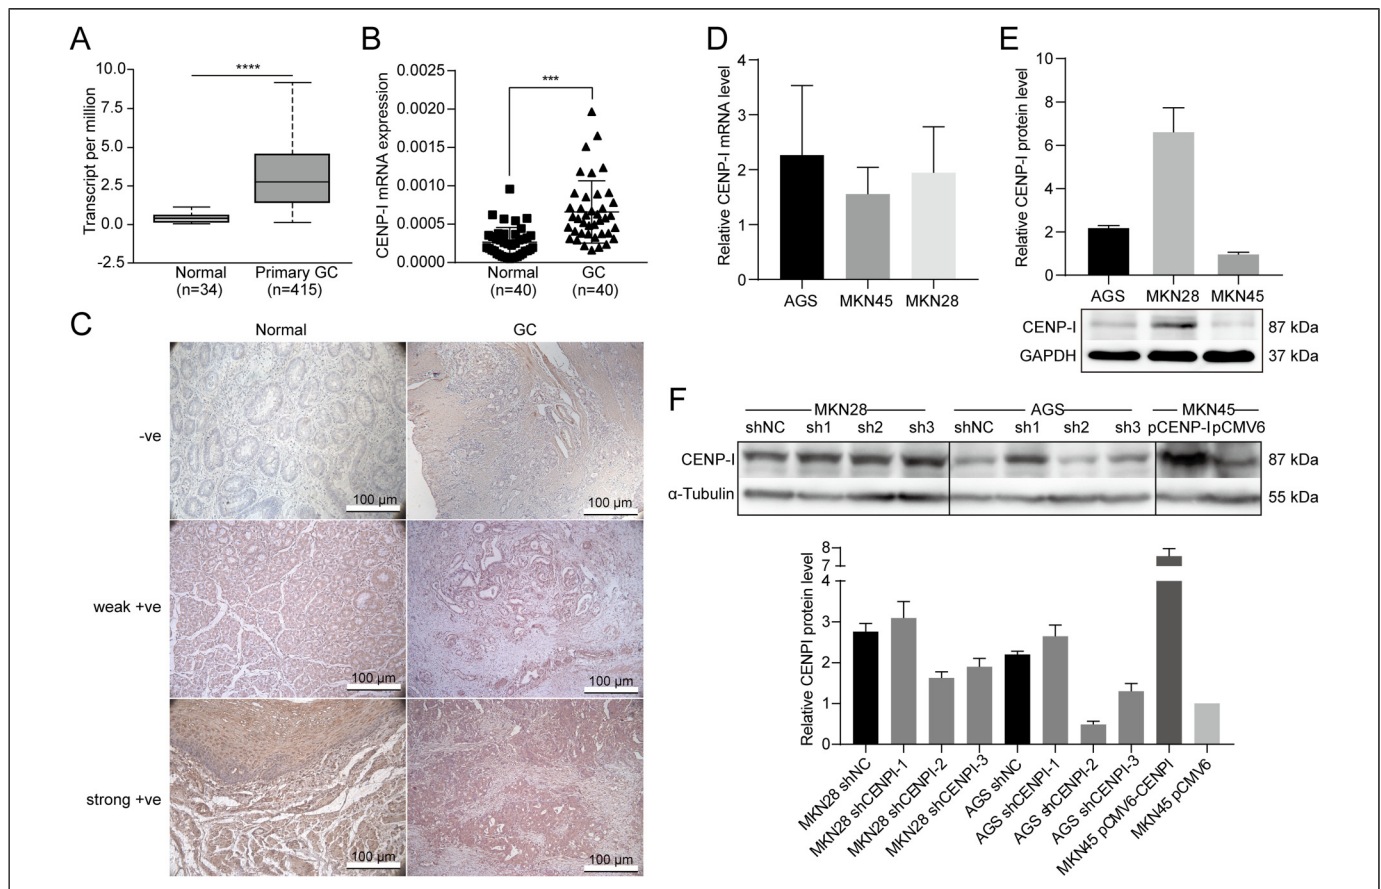 A
****
10.0
7.5
5.0
2.5
0.0
-2.5
Transcript per million
Normal
(n=34)
Primary GC
(n=415)
B
***
0.0025
0.0020
0.0015
0.0010
0.0005
0.0000
CENP-I mRNA expression
Normal
(n=40)
GC
(n=40)
C
Normal
GC
-ve
100 µm
100 µm
weak +ve
100 µm
100 µm
strong +ve
100 µm
100 µm
D
4
3
2
1
0
Relative CENP-I mRNA level
AGS
MKN45
MKN28
E
10
8
6
4
2
0
Relative CENP-I protein level
AGS
MKN28
MKN45
CENP-I
87 kDa
GAPDH
37 kDa
F
MKN28
AGS
MKN45
shNC
sh1
sh2
sh3
shNC
sh1
sh2
sh3
pCENP-I
pCMV6
CENP-I
87 kDa
α-Tubulin
55 kDa
8
7
4
3
2
1
0
Relative CENPI protein level
MKN28 shNC
MKN28 shCENPI-1
MKN28 shCENPI-2
MKN28 shCENPI-3
AGS shNC
AGS shCENPI-1
AGS shCENPI-2
AGS shCENPI-3
MKN45 pCMV6-CENPI
MKN45 pCMV6